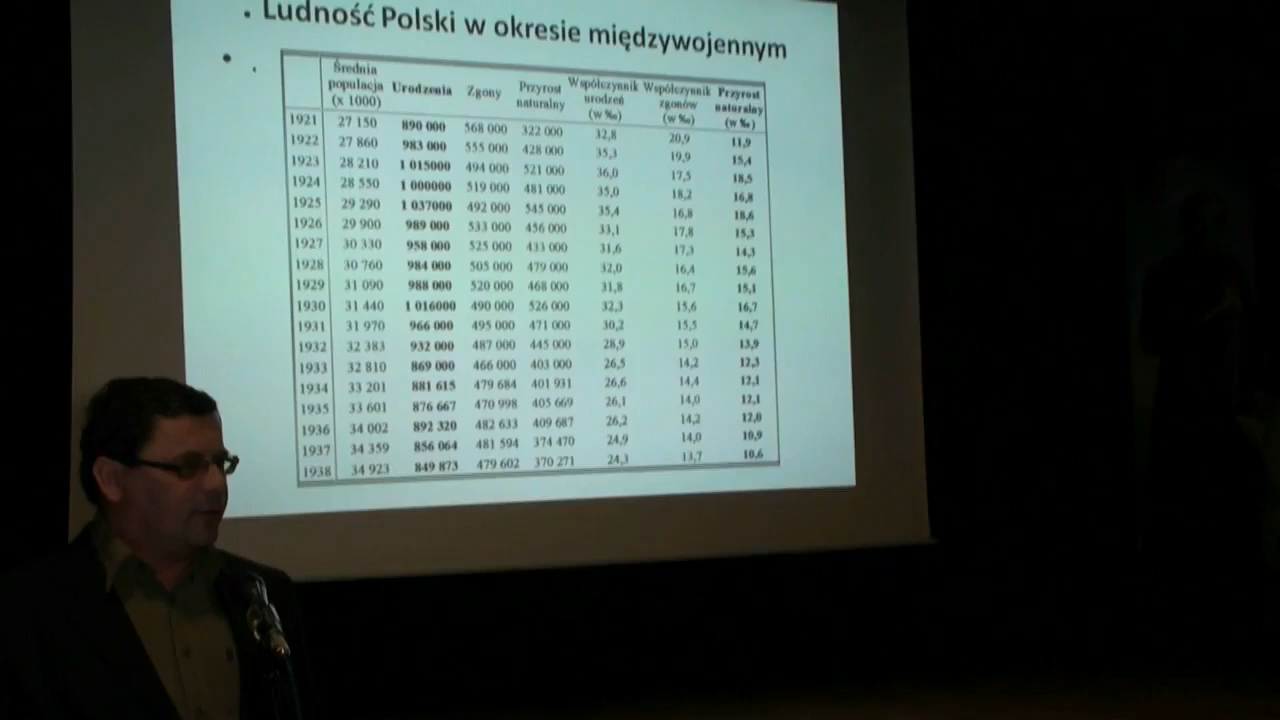 . Ludność Polski w okresie międzywojennym
• .
Średnia populacja (x 1000) Urodzenia Zgony Przyrost naturalny Współczynnik urodzeń (w ‰) Współczynnik zgonów (w ‰) Przyrost naturalny (w ‰)
1921 27 150 890 000 568 000 322 000 32,8 20,9 11,9
1922 27 860 983 000 555 000 428 000 35,3 19,9 15,4
1923 28 210 1 015000 494 000 521 000 36,0 17,5 18,5
1924 28 550 1 000000 519 000 481 000 35,0 18,2 16,8
1925 29 290 1 037000 492 000 545 000 35,4 16,8 18,6
1926 29 900 989 000 533 000 456 000 33,1 17,8 15,3
1927 30 330 958 000 525 000 433 000 31,6 17,3 14,3
1928 30 760 984 000 505 000 479 000 32,0 16,4 15,6
1929 31 090 988 000 520 000 468 000 31,8 16,7 15,1
1930 31 440 1 016000 490 000 526 000 32,3 15,6 16,7
1931 31 970 966 000 495 000 471 000 30,2 15,5 14,7
1932 32 383 932 000 487 000 445 000 28,9 15,0 13,9
1933 32 810 869 000 466 000 403 000 26,5 14,2 12,3
1934 33 201 881 615 479 684 401 931 26,6 14,4 12,1
1935 33 601 876 667 470 998 405 669 26,1 14,0 12,1
1936 34 002 892 320 482 633 409 687 26,2 14,2 12,0
1937 34 359 856 064 481 594 374 470 24,9 14,0 10,9
1938 34 923 849 873 479 602 370 271 24,3 13,7 10,6